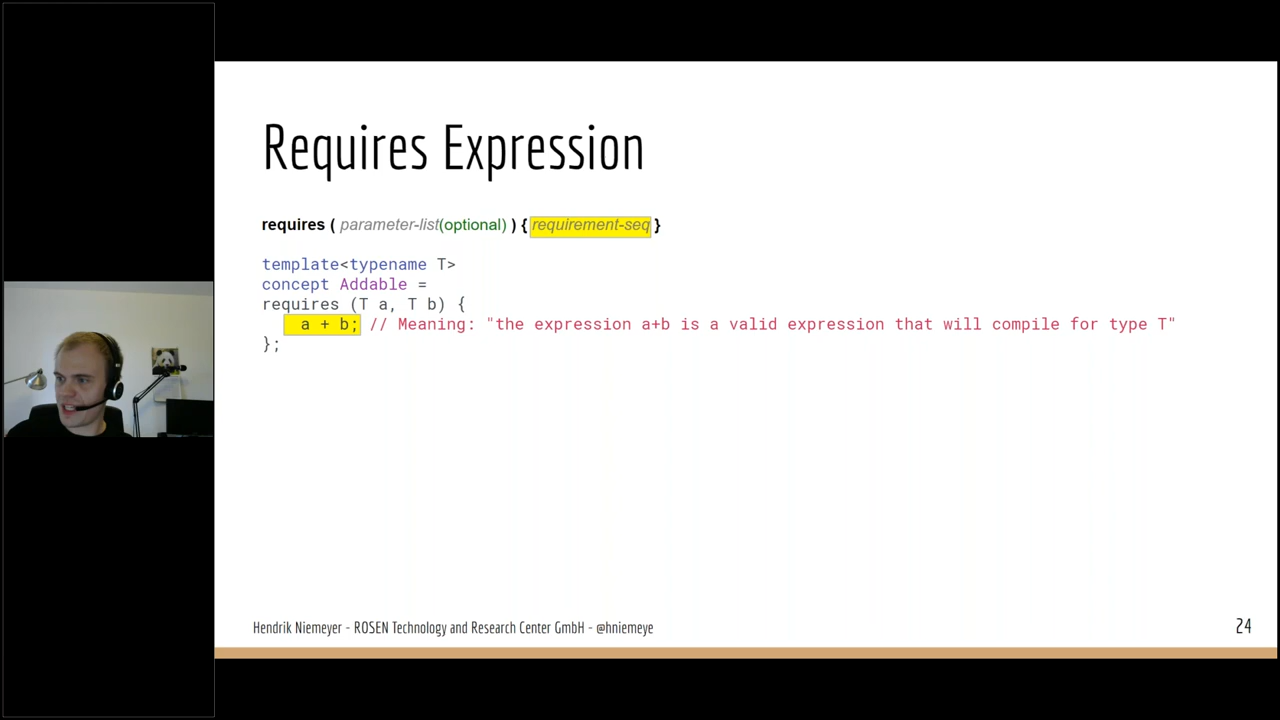 Requires Expression
requires ( parameter-list(optional) ) { requirement-seq }
template<typename T>
concept Addable =
requires (T a, T b) {
a + b; // Meaning: "the expression a+b is a valid expression that will compile for type T"
};
Hendrik Niemeyer - ROSEN Technology and Research Center GmbH - @hniemeye
24